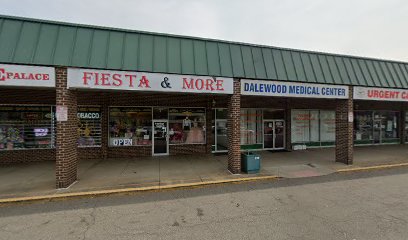 E PALACE
FIESTA & MORE
DALEWOOD MEDICAL CENTER
URGENT CA
TOBACCO
OPEN